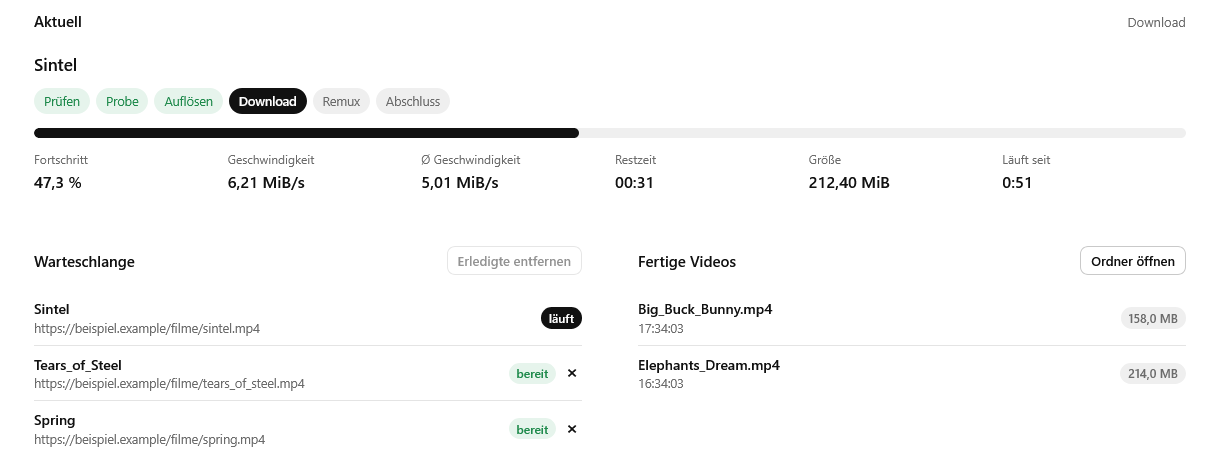 Aktuell
Download
Sintel
Prüfen Probe Auflösen Download Remux Abschluss
Fortschritt Geschwindigkeit Ø Geschwindigkeit Restzeit Größe Läuft seit
47,3 % 6,21 MiB/s 5,01 MiB/s 00:31 212,40 MiB 0:51
Warteschlange
Erledigte entfernen
Sintel
https://beispiel.example/filme/sintel.mp4
läuft
Tears_of_Steel
https://beispiel.example/filme/tears_of_steel.mp4
bereit ×
Spring
https://beispiel.example/filme/spring.mp4
bereit ×
Fertige Videos
Ordner öffnen
Big_Buck_Bunny.mp4
17:34:03
158,0 MB
Elephants_Dream.mp4
16:34:03
214,0 MB